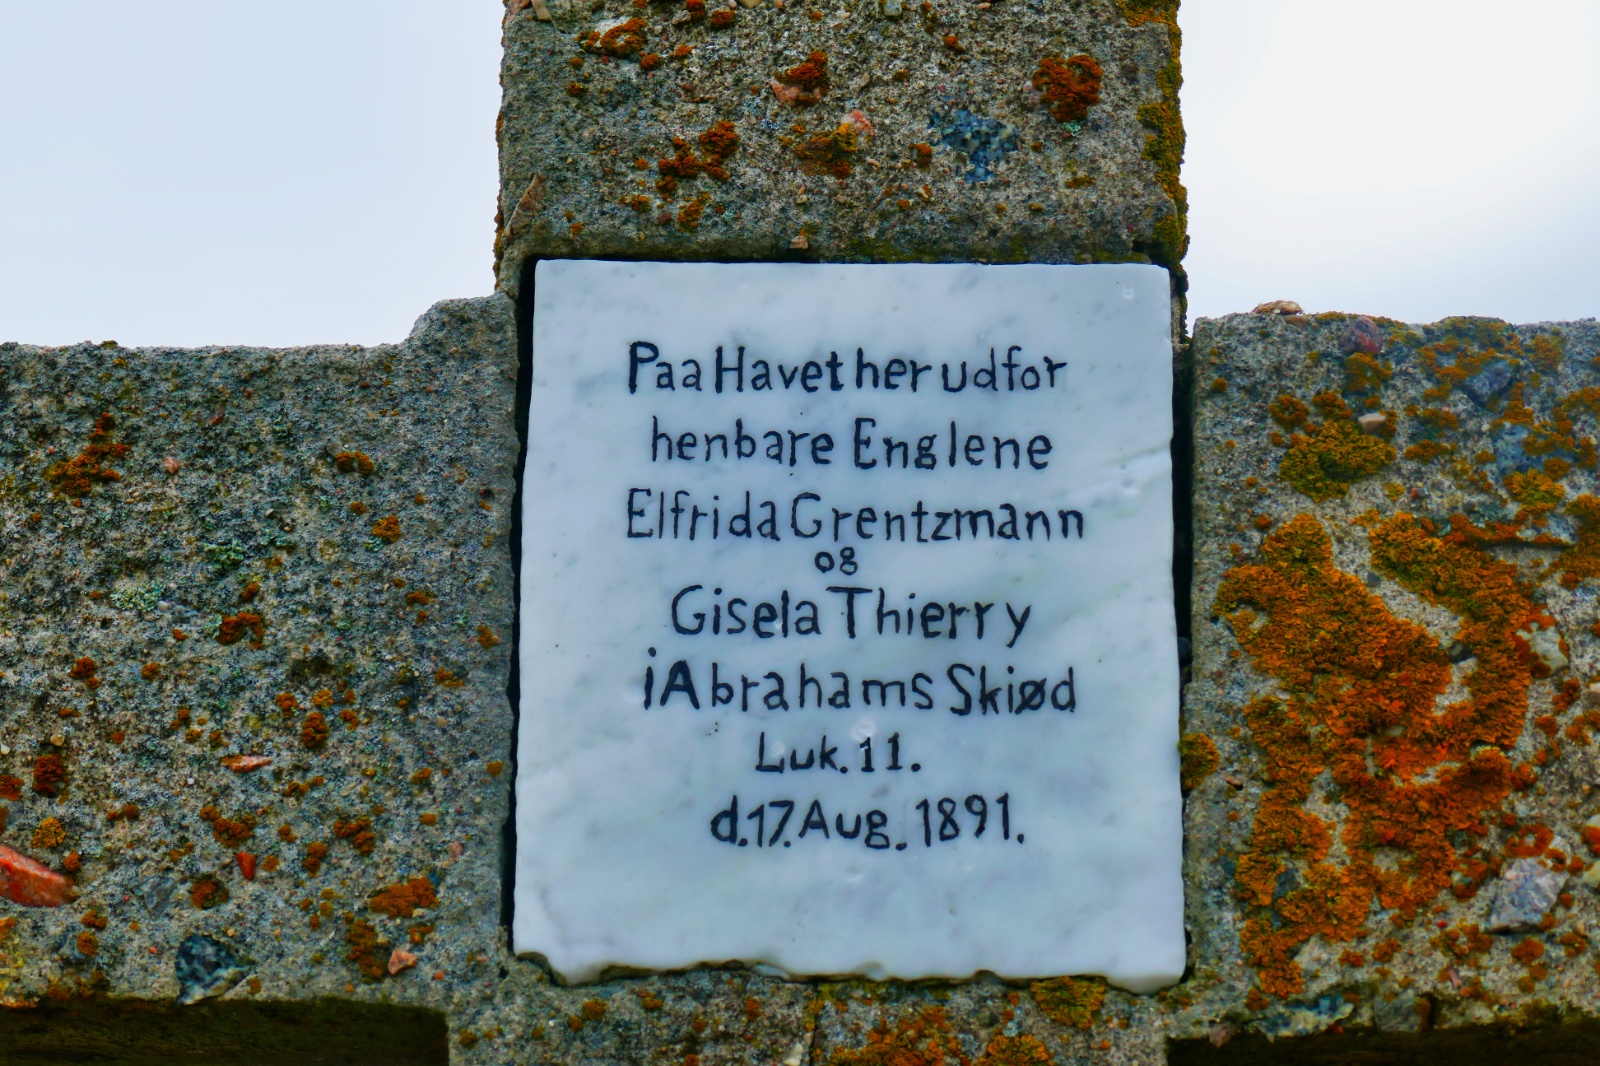 Paa Havet her udfor
henbare Englene
Elfrida Grentzmann
og
Gisela Thierry
i Abrahams Skiød
Luk. 11.
d. 17. Aug. 1891.